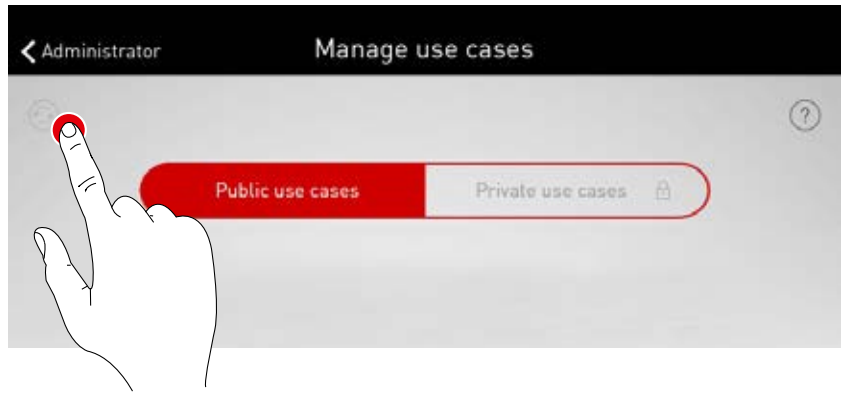 Administrator
Manage use cases
?
Public use cases
Private use cases